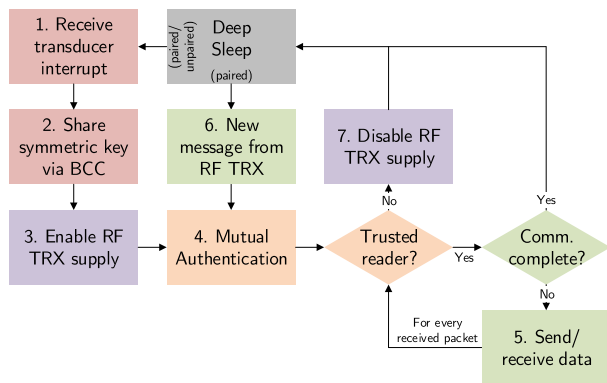 1. Receive
transducer
interrupt
(paired/
unpaired)
Deep
Sleep
(paired)
2. Share
symmetric key
via BCC
6. New
message from
RF TRX
7. Disable RF
TRX supply
3. Enable RF
TRX supply
4. Mutual
Authentication
No
Trusted
reader?
Yes
Yes
Comm.
complete?
No
For every
received packet
5. Send/
receive data